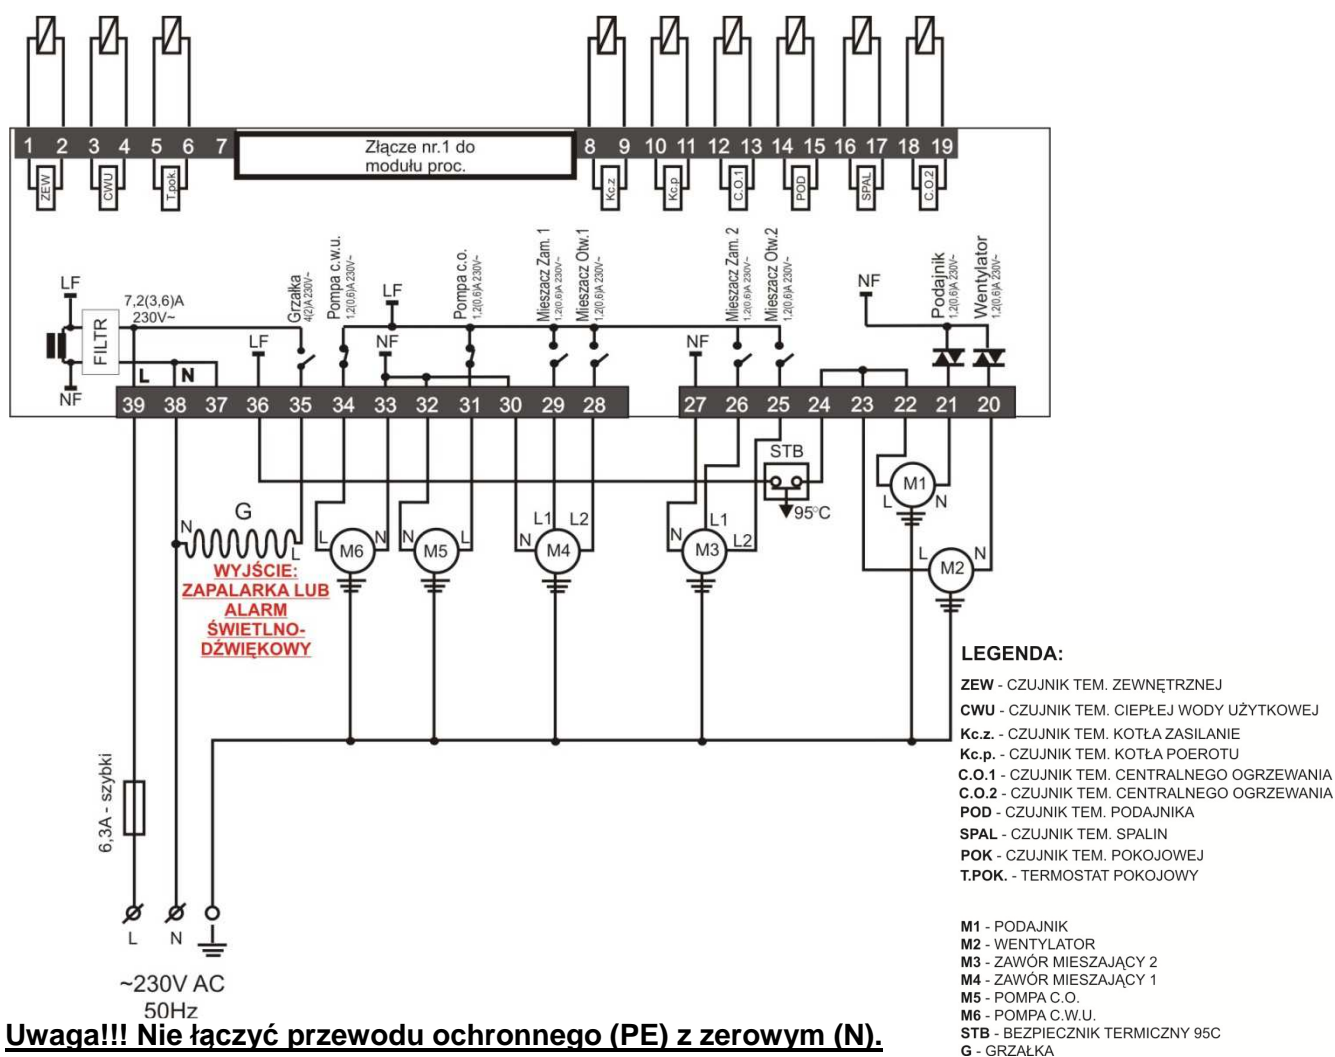 1 2 3 4 5 6 7
Złącze nr.1 do
modułu proc.
8 9 10 11 12 13 14 15 16 17 18 19
ZEW
CWU
T.pok.
Kc.z
Kc.p
C.O.1
POD
SPAL
C.O.2
LF
NF
FILTR
7,2(3,6)A
230V~
L
N
LF
Grzałka
4(2)A 230V~
Pompa c.w.u.
1,2(0,6)A 230V~
NF
LF
Pompa c.o.
1,2(0,6)A 230V~
Mieszacz Zam. 1
1,2(0,6)A 230V~
Mieszacz Otw.1
1,2(0,6)A 230V~
NF
Mieszacz Zam. 2
1,2(0,6)A 230V~
Mieszacz Otw.2
1,2(0,6)A 230V~
NF
Podajnik
1,2(0,6)A 230V~
Wentylator
1,2(0,6)A 230V~
39 38 37 36 35 34 33 32 31 30 29 28
27 26 25 24 23 22 21 20
STB
95°C
G
N
L
L
M6
N
N
M5
L
L1
L2
N
M4
L1
N
M3
L2
M1
L
N
L
M2
N
WYJŚCIE:
ZAPALARKA LUB
ALARM
ŚWIETLNO-
DŹWIĘKOWY
6,3A - szybki
L
N
~230V AC
50Hz
Uwaga!!! Nie łączyć przewodu ochronnego (PE) z zerowym (N).
LEGENDA:
ZEW - CZUJNIK TEM. ZEWNĘTRZNEJ
CWU - CZUJNIK TEM. CIEPŁEJ WODY UŻYTKOWEJ
Kc.z. - CZUJNIK TEM. KOTŁA ZASILANIE
Kc.p. - CZUJNIK TEM. KOTŁA POEROTU
C.O.1 - CZUJNIK TEM. CENTRALNEGO OGRZEWANIA
C.O.2 - CZUJNIK TEM. CENTRALNEGO OGRZEWANIA
POD - CZUJNIK TEM. PODAJNIKA
SPAL - CZUJNIK TEM. SPALIN
POK - CZUJNIK TEM. POKOJOWEJ
T.POK. - TERMOSTAT POKOJOWY
M1 - PODAJNIK
M2 - WENTYLATOR
M3 - ZAWÓR MIESZAJĄCY 2
M4 - ZAWÓR MIESZAJĄCY 1
M5 - POMPA C.O.
M6 - POMPA C.W.U.
STB - BEZPIECZNIK TERMICZNY 95C
G - GRZAŁKA